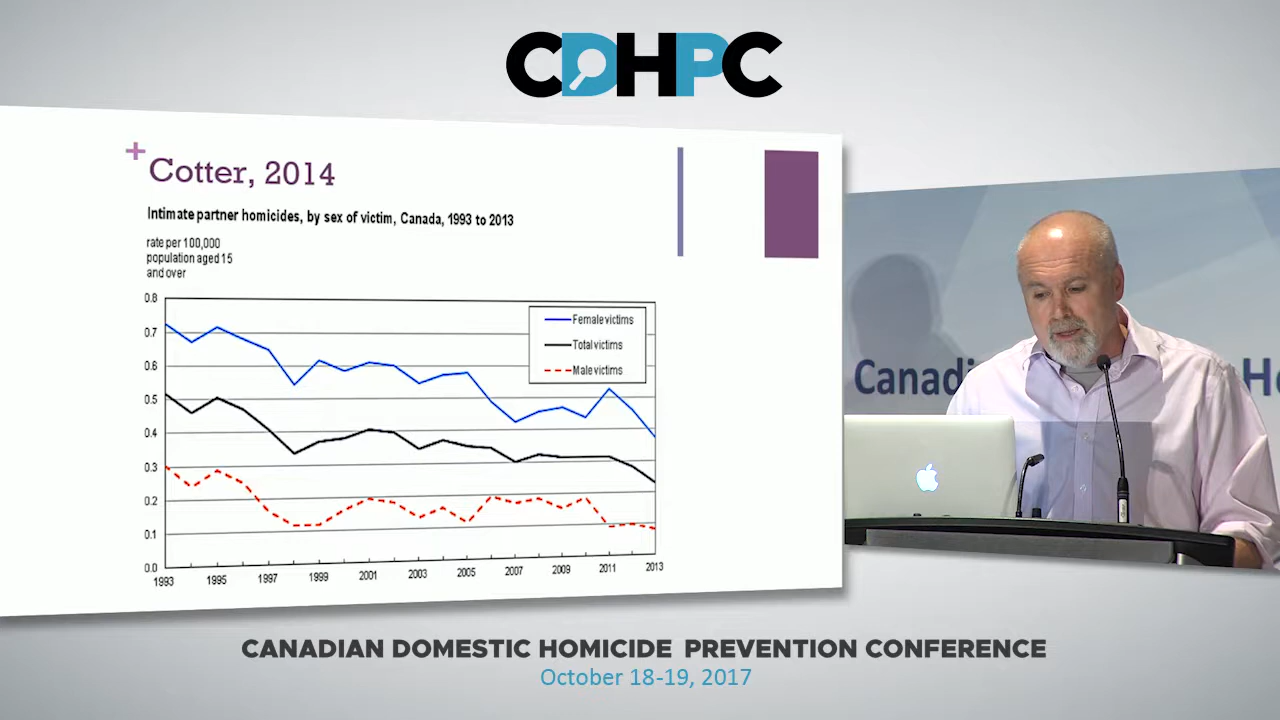 CDHPC
+
Cotter, 2014
Intimate partner homicides, by sex of victim, Canada, 1993 to 2013
rate per 100,000
population aged 15
and over
0.8
0.7
0.6
0.5
0.4
0.3
0.2
0.1
0.0
Female victims
Total victims
Male victims
1993 1995 1997 1999 2001 2003 2005 2007 2009 2011 2013
Canadi
Ho
CANADIAN DOMESTIC HOMICIDE PREVENTION CONFERENCE
October 18-19, 2017